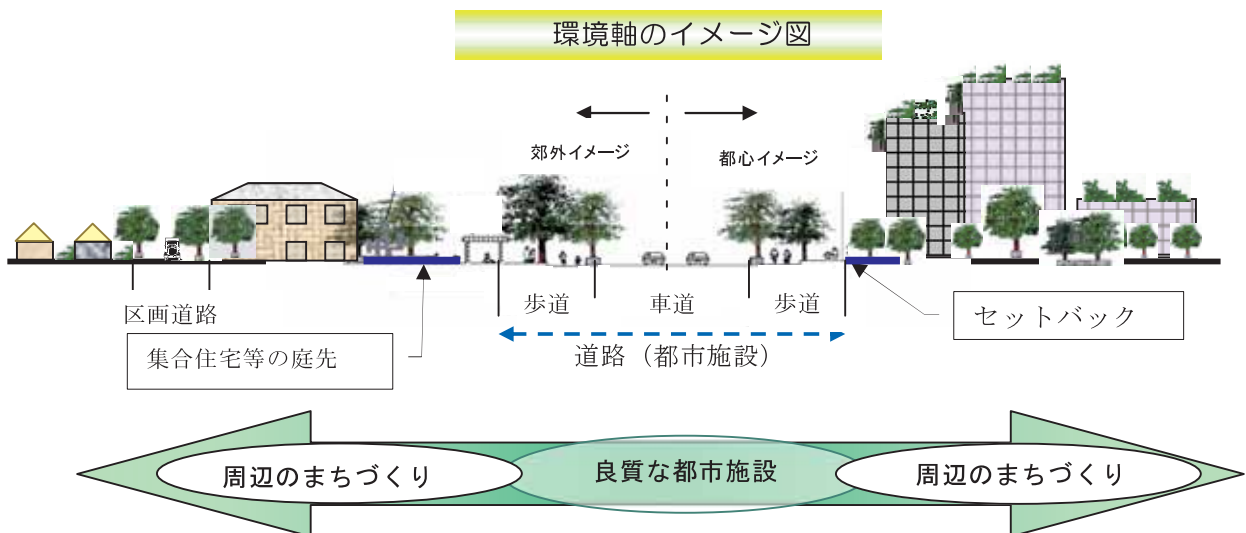 環境軸のイメージ図
郊外イメージ
都心イメージ
歩道
車道
歩道
区画道路
セットバック
集合住宅等の庭先
道路（都市施設）
周辺のまちづくり
良質な都市施設
周辺のまちづくり